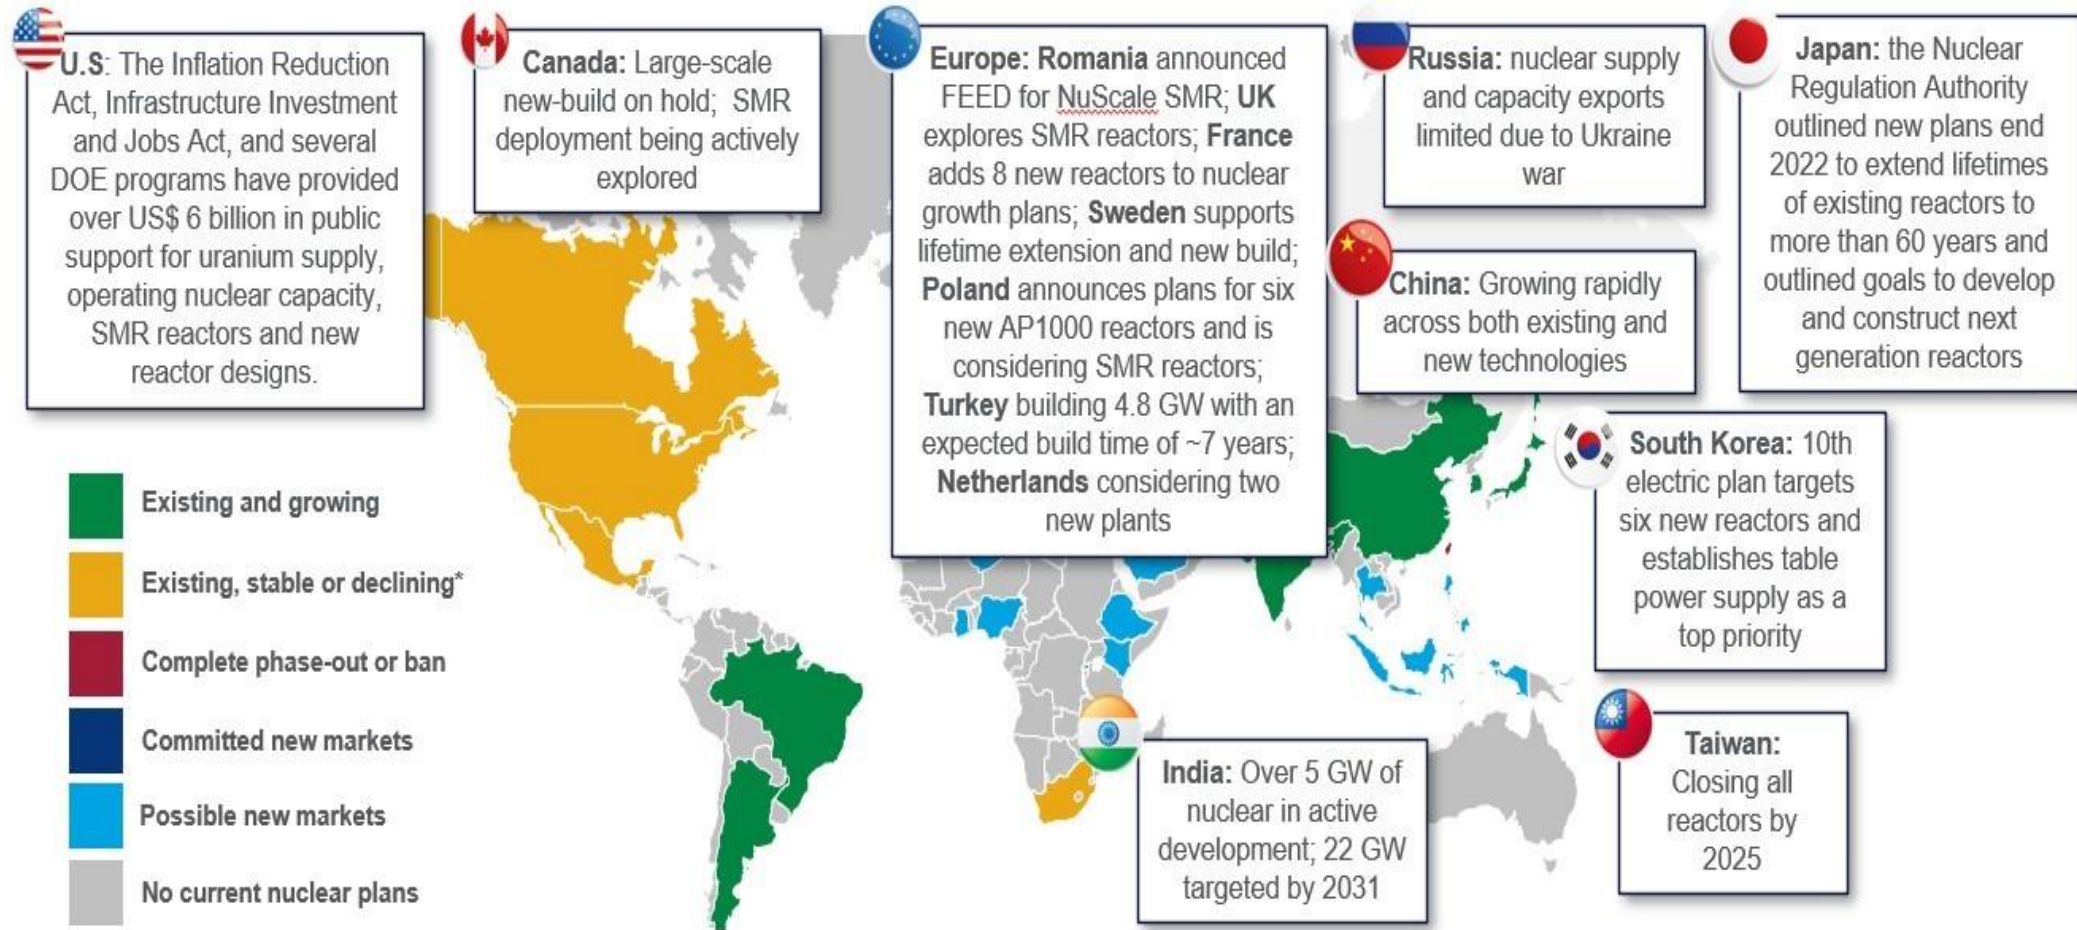 U.S: The Inflation Reduction
Act, Infrastructure Investment
and Jobs Act, and several
DOE programs have provided
over US$ 6 billion in public
support for uranium supply,
operating nuclear capacity,
SMR reactors and new
reactor designs.
Canada: Large-scale
new-build on hold; SMR
deployment being actively
explored
Europe: Romania announced
FEED for NuScale SMR; UK
explores SMR reactors; France
adds 8 new reactors to nuclear
growth plans; Sweden supports
lifetime extension and new build;
Poland announces plans for six
new AP1000 reactors and is
considering SMR reactors;
Turkey building 4.8 GW with an
expected build time of ~7 years;
Netherlands considering two
new plants
Russia: nuclear supply
and capacity exports
limited due to Ukraine
war
Japan: the Nuclear
Regulation Authority
outlined new plans end
2022 to extend lifetimes
of existing reactors to
more than 60 years and
outlined goals to develop
and construct next
generation reactors
China: Growing rapidly
across both existing and
new technologies
South Korea: 10th
electric plan targets
six new reactors and
establishes table
power supply as a
top priority
Taiwan:
Closing all
reactors by
2025
India: Over 5 GW of
nuclear in active
development; 22 GW
targeted by 2031
Existing and growing
Existing, stable or declining*
Complete phase-out or ban
Committed new markets
Possible new markets
No current nuclear plans